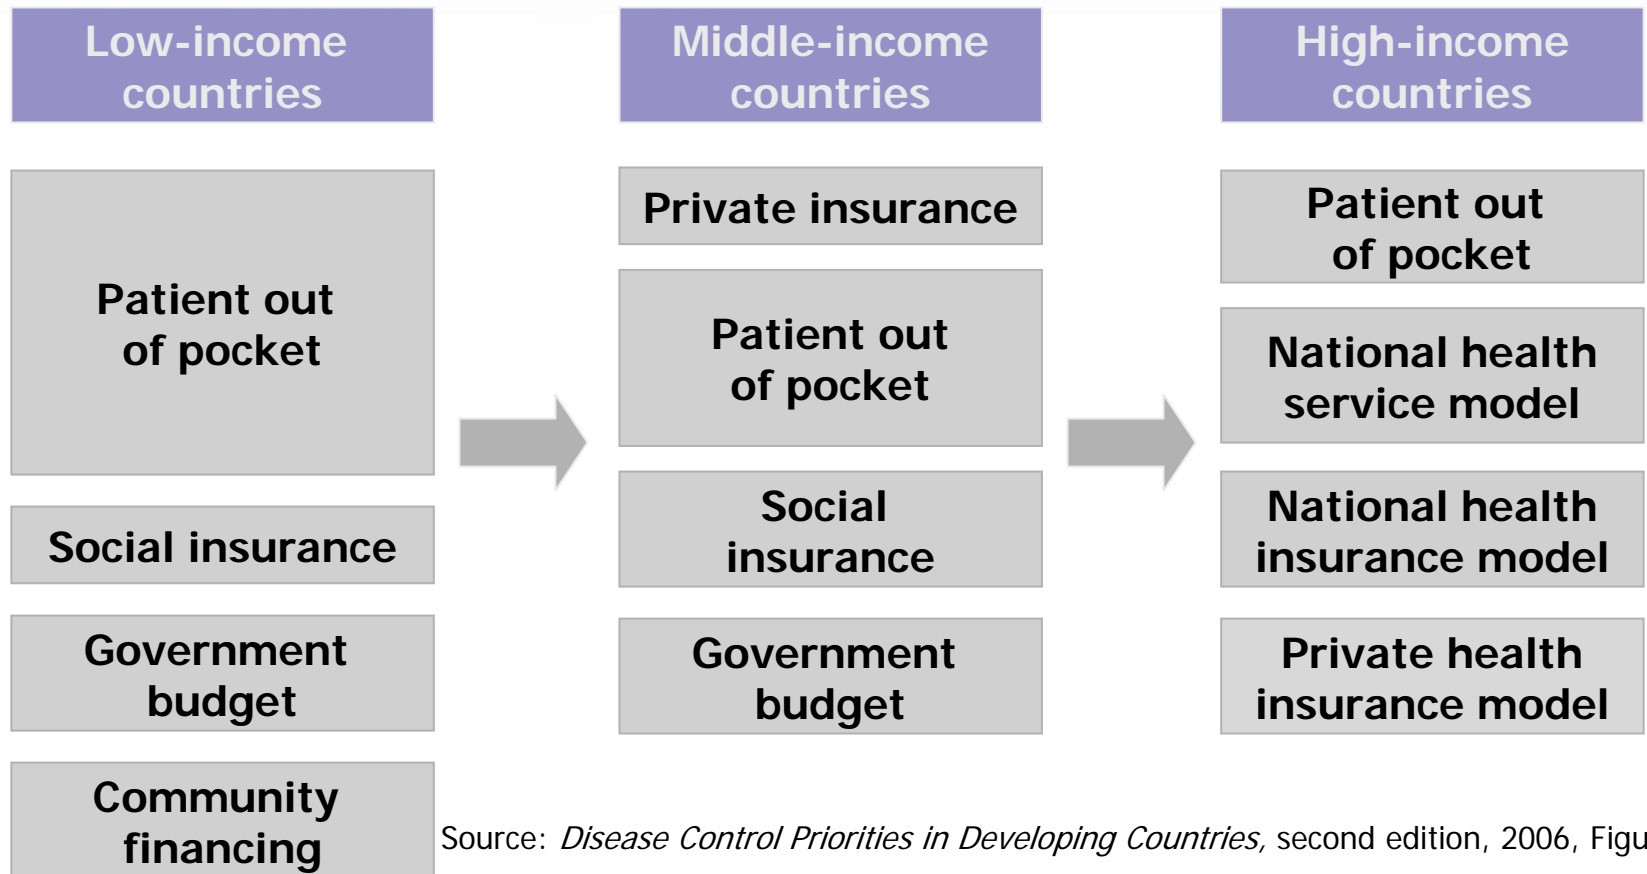 Low-income
countries
Patient out
of pocket
Social insurance
Government
budget
Community
financing
Middle-income
countries
Private insurance
Patient out
of pocket
Social
insurance
Government
budget
High-income
countries
Patient out
of pocket
National health
service model
National health
insurance model
Private health
insurance model
Source: Disease Control Priorities in Developing Countries, second edition, 2006, Figu